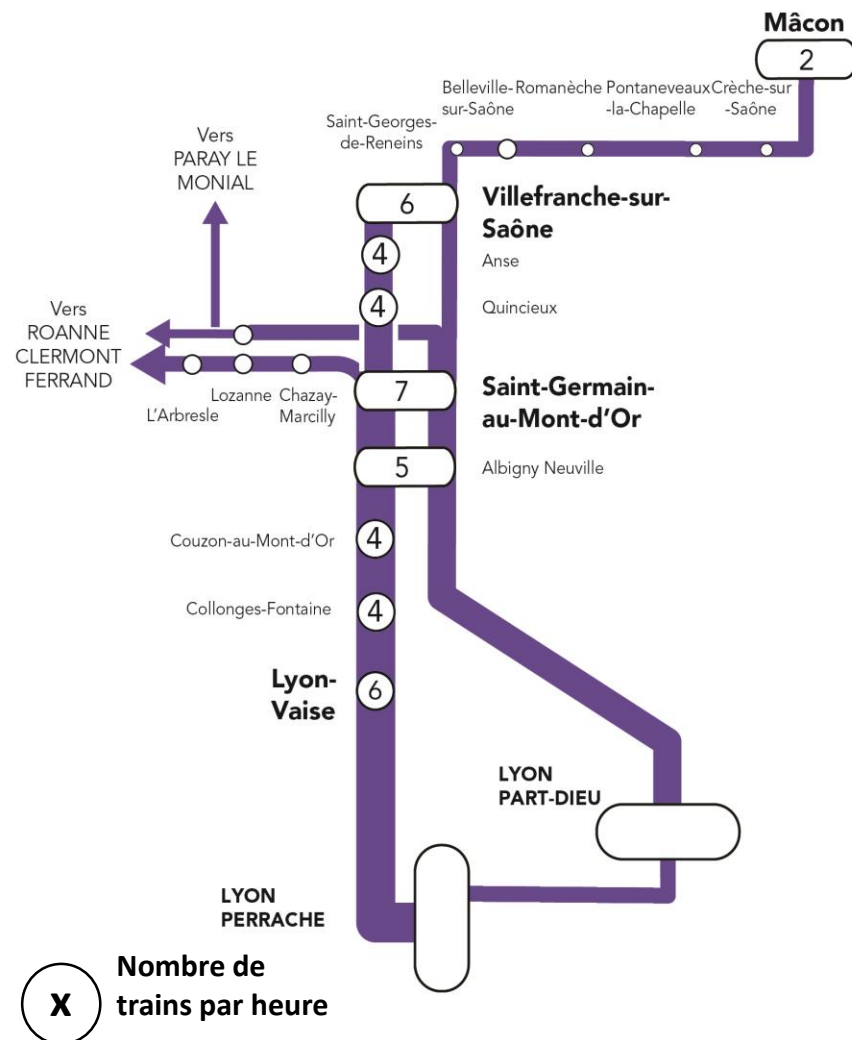 Mâcon
2
Belleville-
sur-Saône
Romanèche
Pontaneveaux
-la-Chapelle
Crèche-sur
-Saône
Saint-Georges-
de-Reneins
Vers
PARAY LE
MONIAL
6
Villefranche-sur-
Saône
4
Anse
4
Quincieux
Vers
ROANNE
CLERMONT
FERRAND
L'Arbresle
Lozanne
Chazay-
Marcilly
7
Saint-Germain-
au-Mont-d'Or
5
Albigny Neuville
Couzon-au-Mont-d'Or
4
Collonges-Fontaine
4
Lyon-
Vaise
6
LYON
PART-DIEU
LYON
PERRACHE
X
Nombre de
trains par heure